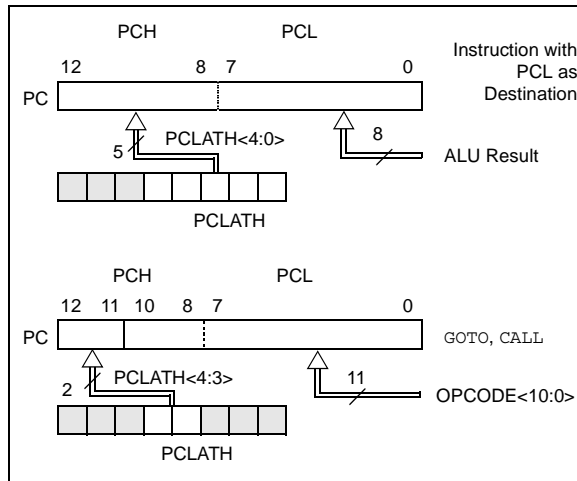 PCH PCL
12 8 7 0
Instruction with
PCL as
Destination
PC
5 PCLATH<4:0> 8
ALU Result
PCLATH
PCH PCL
12 11 10 8 7 0
PC GOTO, CALL
2 PCLATH<4:3> 11
OPCODE<10:0>
PCLATH